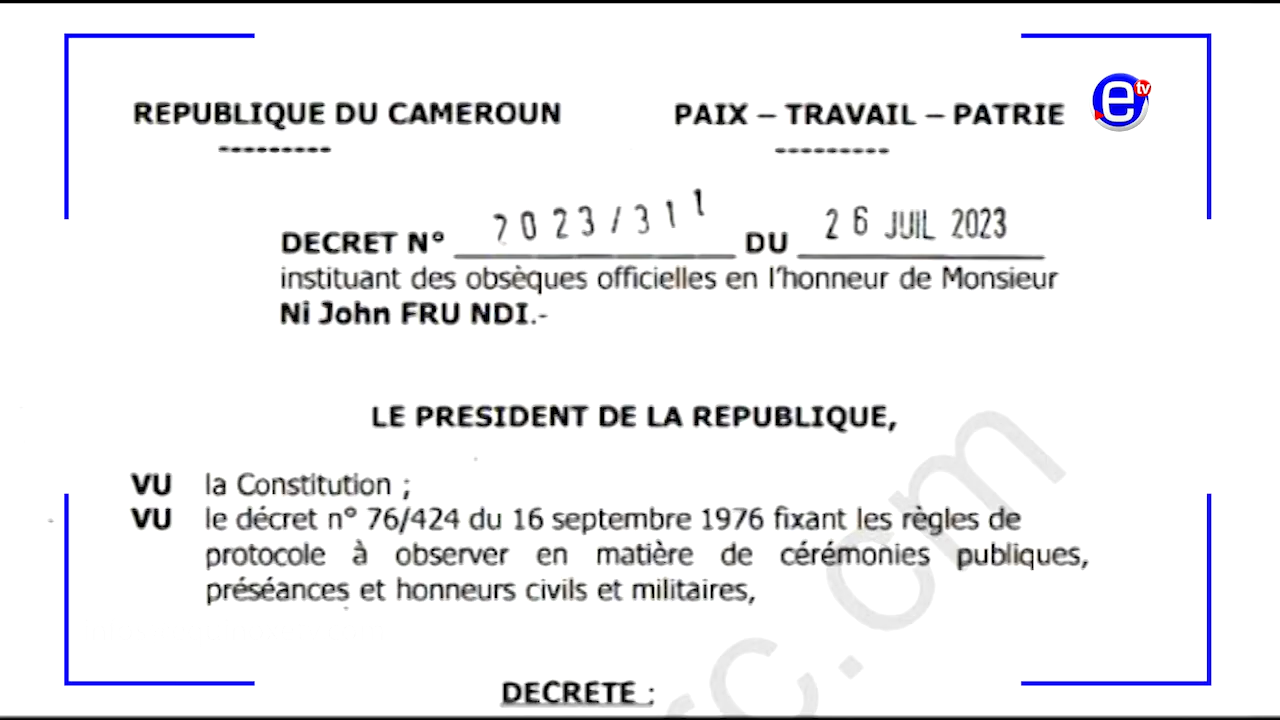 REPUBLIQUE DU CAMEROUN
PAIX – TRAVAIL – PATRIE
---------
---------
e tv
DECRET N° 2023/311 DU 26 JUIL 2023
instituant des obsèques officielles en l'honneur de Monsieur
Ni John FRU NDI.-
LE PRESIDENT DE LA REPUBLIQUE,
VU la Constitution ;
VU le décret n° 76/424 du 16 septembre 1976 fixant les règles de
protocole à observer en matière de cérémonies publiques,
préséances et honneurs civils et militaires,
rc.cm
DECRETE :